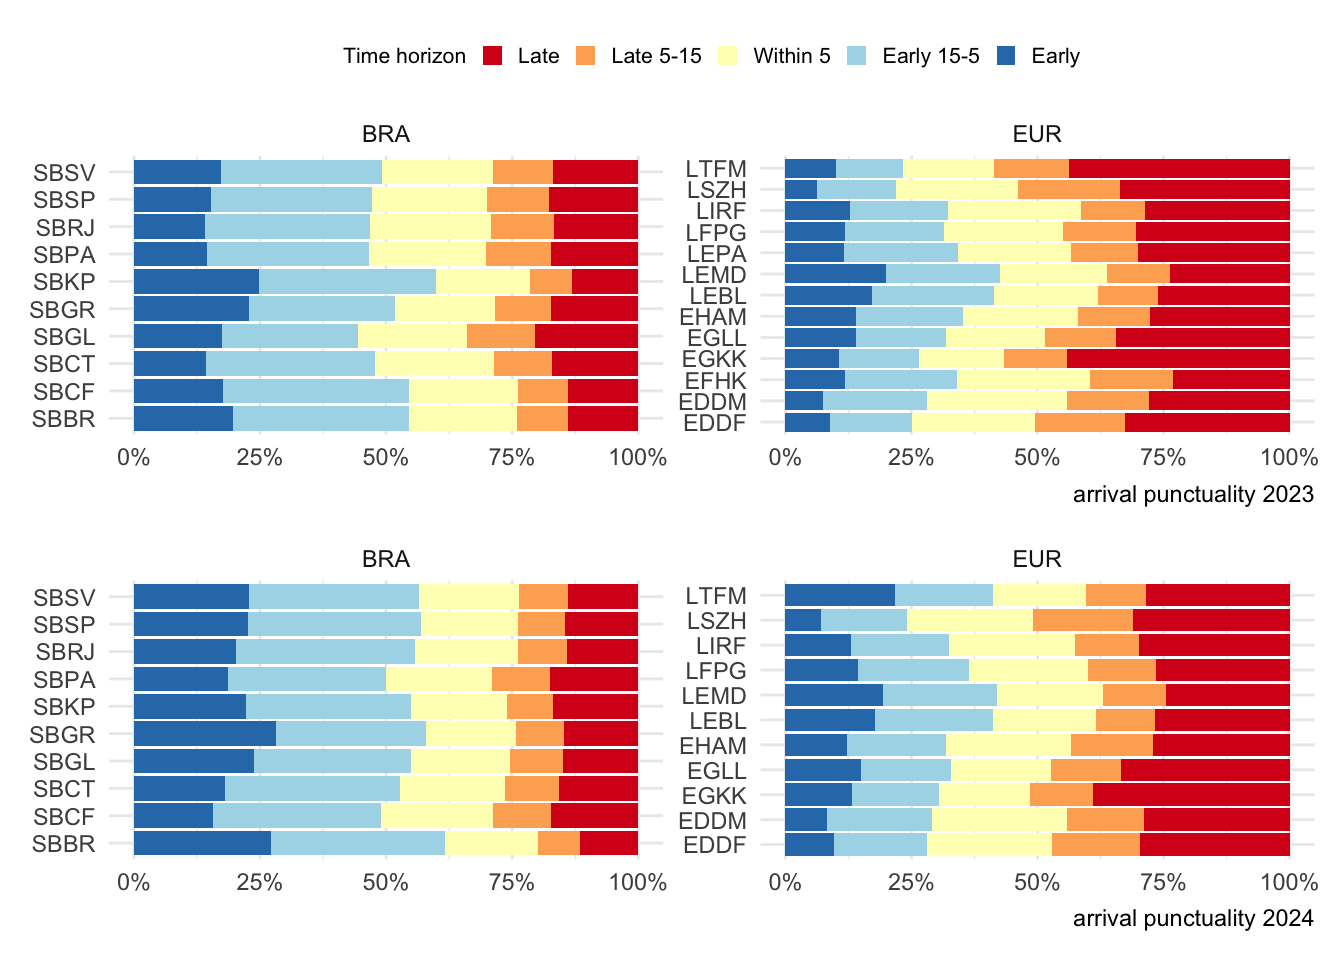 Time horizon Late Late 5-15 Within 5 Early 15-5 Early
BRA
SBSV
SBSP
SBRJ
SBPA
SBKP
SBGR
SBGL
SBCT
SBCF
SBBR
0% 25% 50% 75% 100%
EUR
LTFM
LSZH
LIRF
LFPG
LEPA
LEMD
LEBL
EHAM
EGLL
EGKK
EFHK
EDDM
EDDF
0% 25% 50% 75% 100%
arrival punctuality 2023
BRA
SBSV
SBSP
SBRJ
SBPA
SBKP
SBGR
SBGL
SBCT
SBCF
SBBR
0% 25% 50% 75% 100%
EUR
LTFM
LSZH
LIRF
LFPG
LEMD
LEBL
EHAM
EGLL
EGKK
EDDM
EDDF
0% 25% 50% 75% 100%
arrival punctuality 2024